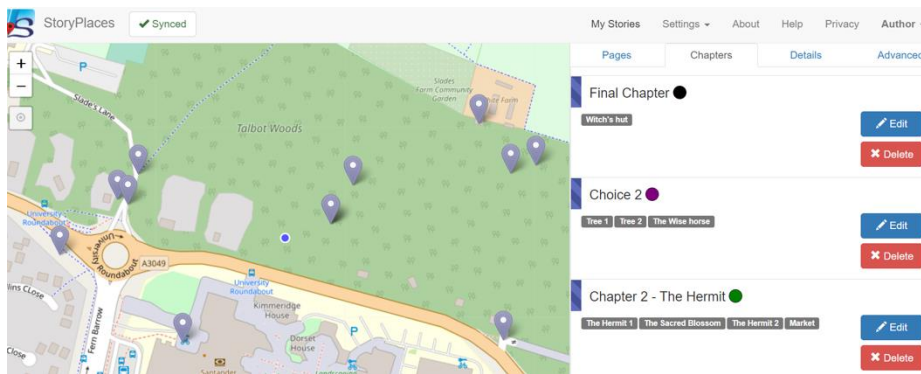 StoryPlaces
Synced
My Stories
Settings
About
Help
Privacy
Author
Pages
Chapters
Details
Advanced
+
−
P
Slade's Lane
Talbot Woods
Slades
Farm Community
Garden
University
Roundabout
University
Roundabout
A3049
University
Roundabout
Kimmeridge
House
P
Dorset
House
Fern Barrow
Close
Santander
Final Chapter
Witch's hut
Edit
Delete
Choice 2
Tree 1
Tree 2
The Wise horse
Edit
Delete
Chapter 2 - The Hermit
The Hermit 1
The Sacred Blossom
The Hermit 2
Market
Edit
Delete